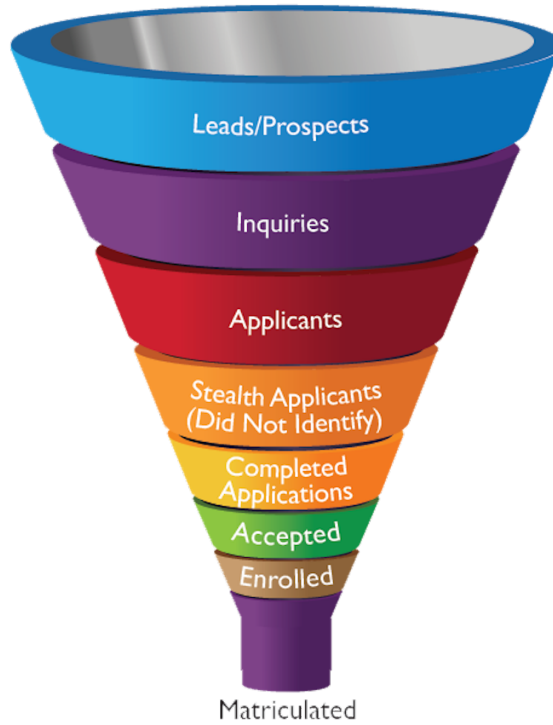 Leads/Prospects
Inquiries
Applicants
Stealth Applicants
(Did Not Identify)
Completed
Applications
Accepted
Enrolled
Matriculated